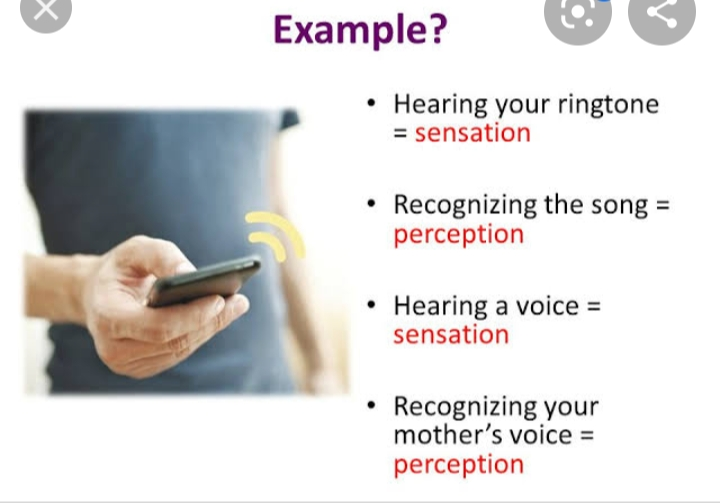 Example?
• Hearing your ringtone
= sensation
• Recognizing the song =
perception
• Hearing a voice =
sensation
• Recognizing your
mother’s voice =
perception